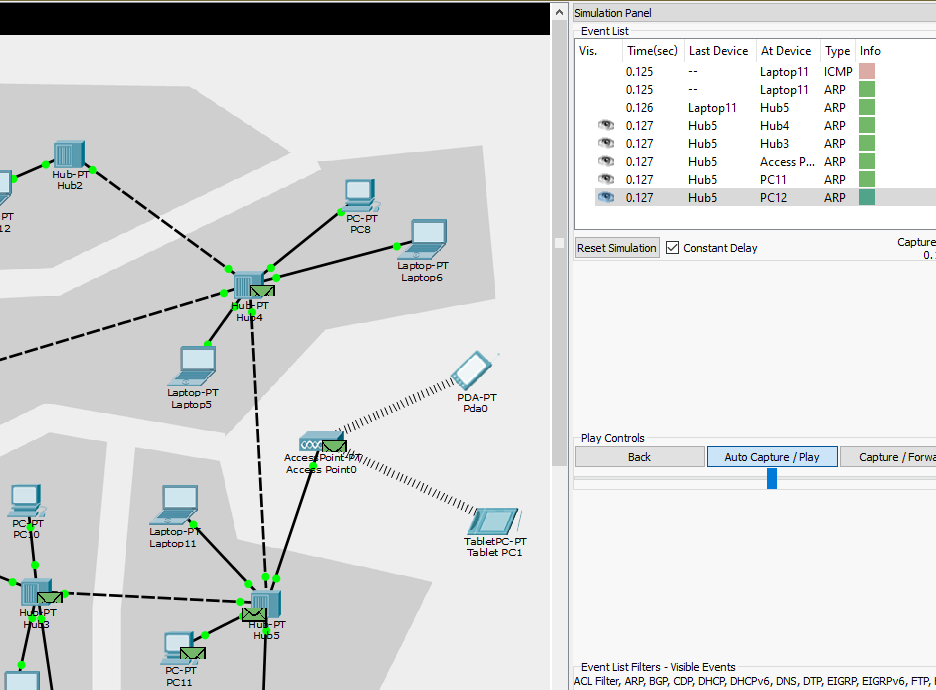 Simulation Panel
Event List
Vis. Time(sec) Last Device At Device Type Info
0.125 -- Laptop11 ICMP
0.125 -- Laptop11 ARP
0.126 Laptop11 Hub5 ARP
0.127 Hub5 Hub4 ARP
0.127 Hub5 Hub3 ARP
0.127 Hub5 Access P... ARP
0.127 Hub5 PC11 ARP
0.127 Hub5 PC12 ARP
Reset Simulation Constant Delay
Capture
0.
Play Controls
Back Auto Capture / Play Capture / Forwa
Event List Filters - Visible Events
ACL Filter, ARP, BGP, CDP, DHCP, DHCPv6, DNS, DTP, EIGRP, EIGRPv6, FTP,
Hub-PT
Hub2
PT
12
PC-PT
PC8
Laptop-PT
Laptop6
Hub-PT
Hub4
Laptop-PT
Laptop5
PDA-PT
Pda0
AccessPoint-PT
Access Point0
TabletPC-PT
Tablet PC1
PC-PT
PC10
Laptop-PT
Laptop11
Hub-PT
Hub3
Hub-PT
Hub5
PC-PT
PC11